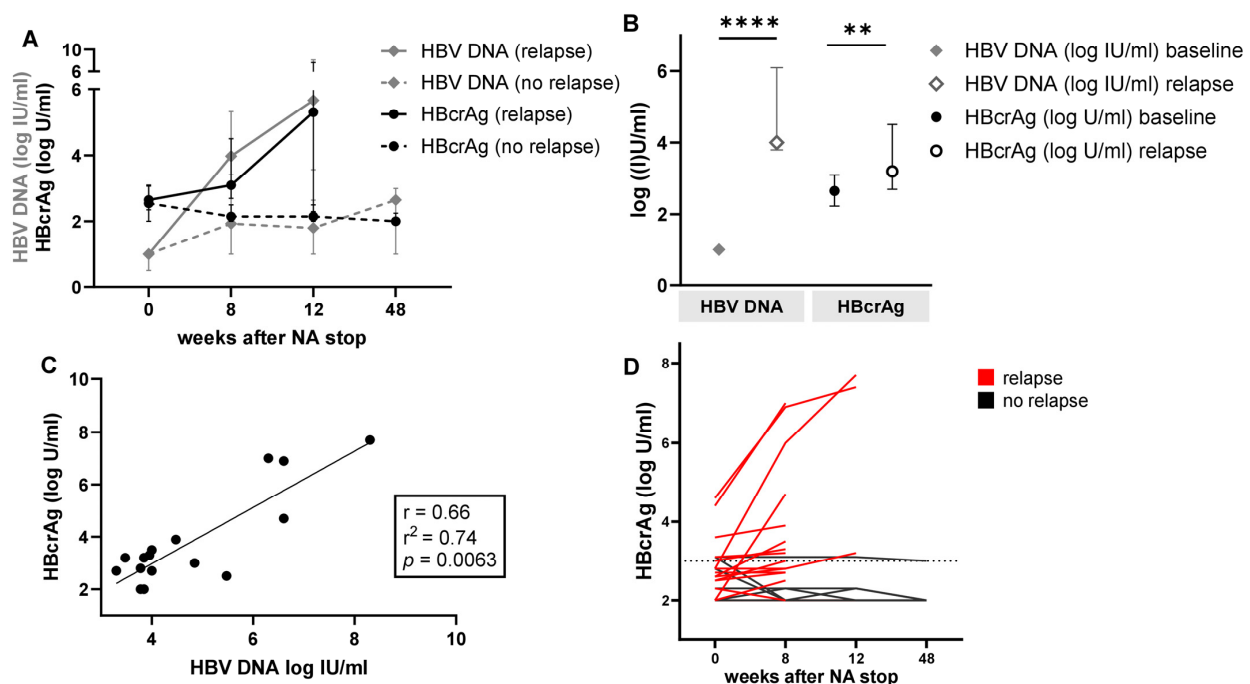 A
10
8
6
6
4
2
0
0
8
12
48
HBV DNA (log IU/ml)
HBcrAg (log U/ml)
weeks after NA stop
HBV DNA (relapse)
HBV DNA (no relapse)
HBcrAg (relapse)
HBcrAg (no relapse)
B
****
**
6
4
2
0
log ((I)U/ml)
HBV DNA
HBcrAg
HBV DNA (log IU/ml) baseline
HBV DNA (log IU/ml) relapse
HBcrAg (log U/ml) baseline
HBcrAg (log U/ml) relapse
C
10
8
6
4
2
4
6
8
10
HBcrAg (log U/ml)
HBV DNA log IU/ml
r = 0.66
r² = 0.74
p = 0.0063
D
8
6
4
2
0
8
12
48
HBcrAg (log U/ml)
weeks after NA stop
relapse
no relapse